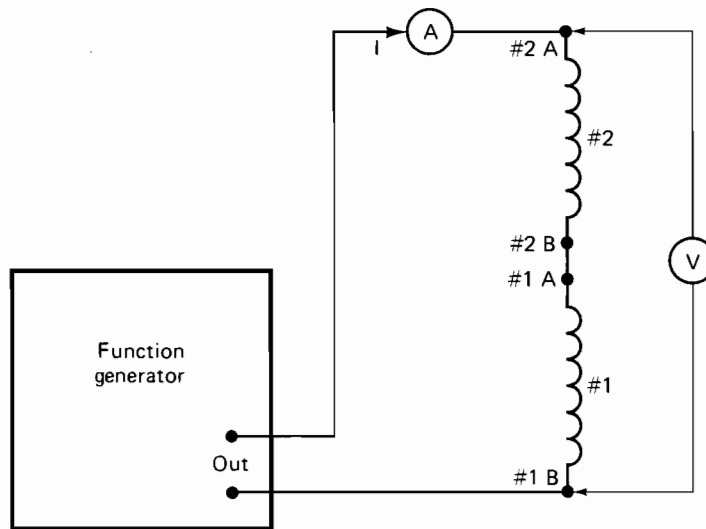 A
I
#2 A
#2
#2 B
V
#1 A
Function
generator
#1
Out
#1 B